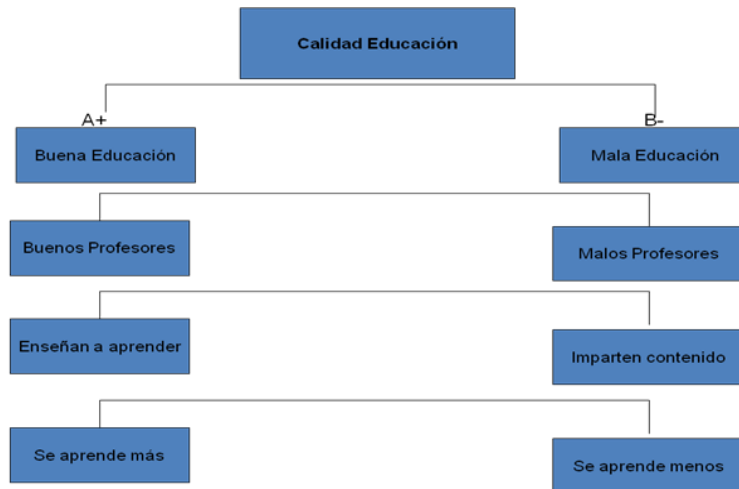 Calidad Educación
A+
B-
Buena Educación
Mala Educación
Buenos Profesores
Malos Profesores
Enseñan a aprender
Imparten contenido
Se aprende más
Se aprende menos